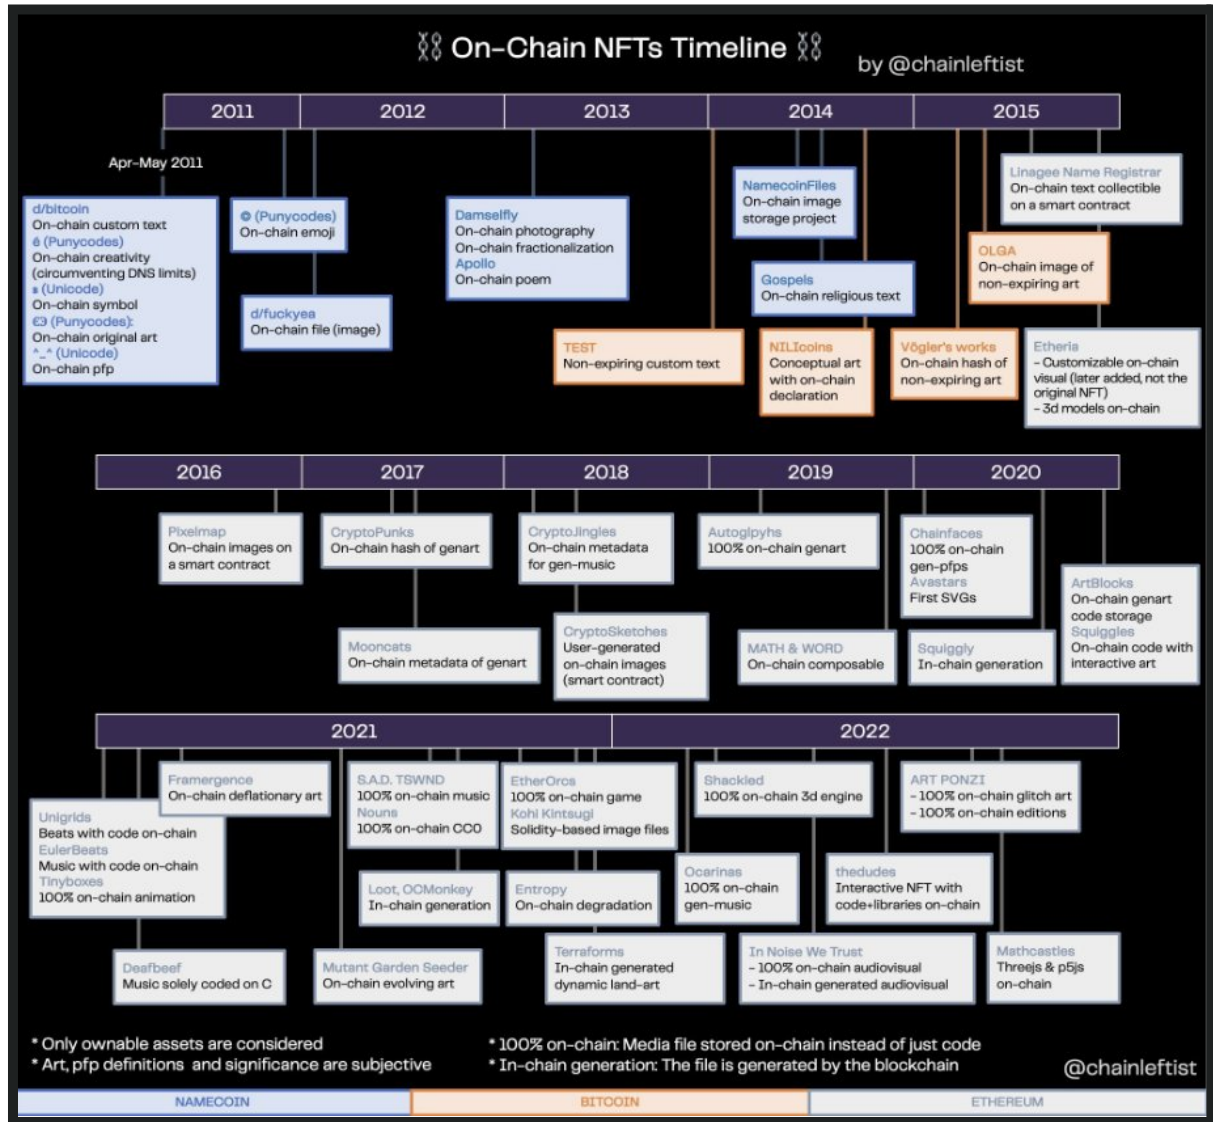 On-Chain NFTs Timeline
by @chainleftist
2011 2012 2013 2014 2015
Apr-May 2011
d/bitcoin
On-chain custom text
é (Punycodes)
On-chain creativity
(circumventing DNS limits)
(Unicode)
On-chain symbol
(Punycodes):
On-chain original art
^_^ (Unicode)
On-chain pfp
(Punycodes)
On-chain emoji
d/fuckyea
On-chain file (image)
Damselfly
On-chain photography
On-chain fractionalization
Apollo
On-chain poem
TEST
Non-expiring custom text
NamecoinFiles
On-chain image
storage project
Gospels
On-chain religious text
NILIcoins
Conceptual art
with on-chain
declaration
Vögler's works
On-chain hash of
non-expiring art
OLGA
On-chain image of
non-expiring art
Linagee Name Registrar
On-chain text collectible
on a smart contract
Etheria
- Customizable on-chain
visual (later added, not the
original NFT)
- 3d models on-chain
2016 2017 2018 2019 2020
Pixelmap
On-chain images on
a smart contract
CryptoPunks
On-chain hash of genart
Mooncats
On-chain metadata of genart
CryptoJingles
On-chain metadata
for gen-music
CryptoSketches
User-generated
on-chain images
(smart contract)
Autoglpyhs
100% on-chain genart
MATH & WORD
On-chain composable
Chainfaces
100% on-chain
gen-pfps
Avastars
First SVGs
Squiggly
In-chain generation
ArtBlocks
On-chain genart
code storage
Squiggles
On-chain code with
interactive art
2021 2022
Unigrids
Beats with code on-chain
EulerBeats
Music with code on-chain
Tinyboxes
100% on-chain animation
Framergence
On-chain deflationary art
Deafbeef
Music solely coded on C
Mutant Garden Seeder
On-chain evolving art
S.A.D. TSWND
100% on-chain music
Nouns
100% on-chain CC0
Loot, OCMonkey
In-chain generation
EtherOrcs
100% on-chain game
Kohi Kintsugi
Solidity-based image files
Entropy
On-chain degradation
Terraforms
In-chain generated
dynamic land-art
Shackled
100% on-chain 3d engine
Ocarinas
100% on-chain
gen-music
In Noise We Trust
- 100% on-chain audiovisual
- In-chain generated audiovisual
thedudes
Interactive NFT with
code+libraries on-chain
ART PONZI
- 100% on-chain glitch art
- 100% on-chain editions
Mathcastles
Threejs & p5js
on-chain
* Only ownable assets are considered
* Art, pfp definitions and significance are subjective
* 100% on-chain: Media file stored on-chain instead of just code
* In-chain generation: The file is generated by the blockchain
@chainleftist
NAMECOIN BITCOIN ETHEREUM